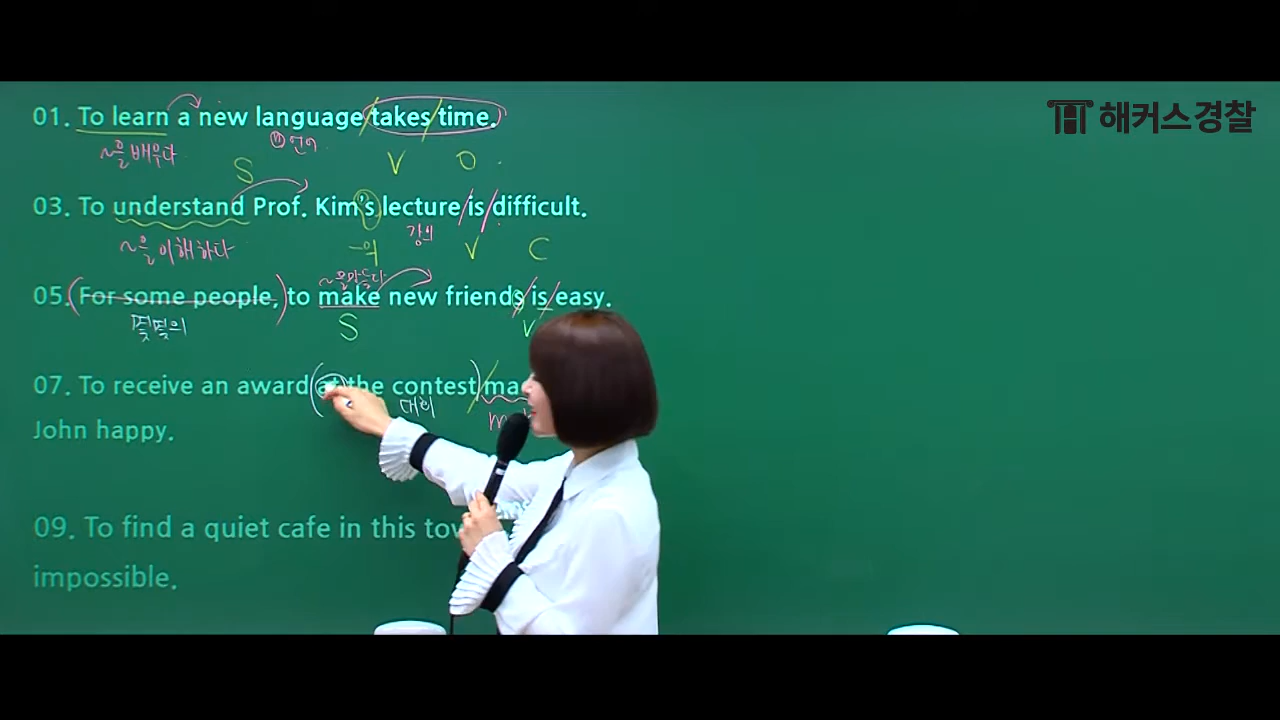 해커스경찰
01. To learn a new language takes time.
~을 배우다 언어
S V O
03. To understand Prof. Kim's lecture is difficult.
~을 이해하다 ~의 강의 V C
~을 만들다
05. (For some people,) to make new friends is easy.
몇몇의 S V
07. To receive an award (at the contest) ma
대회
John happy.
09. To find a quiet cafe in this tow
impossible.